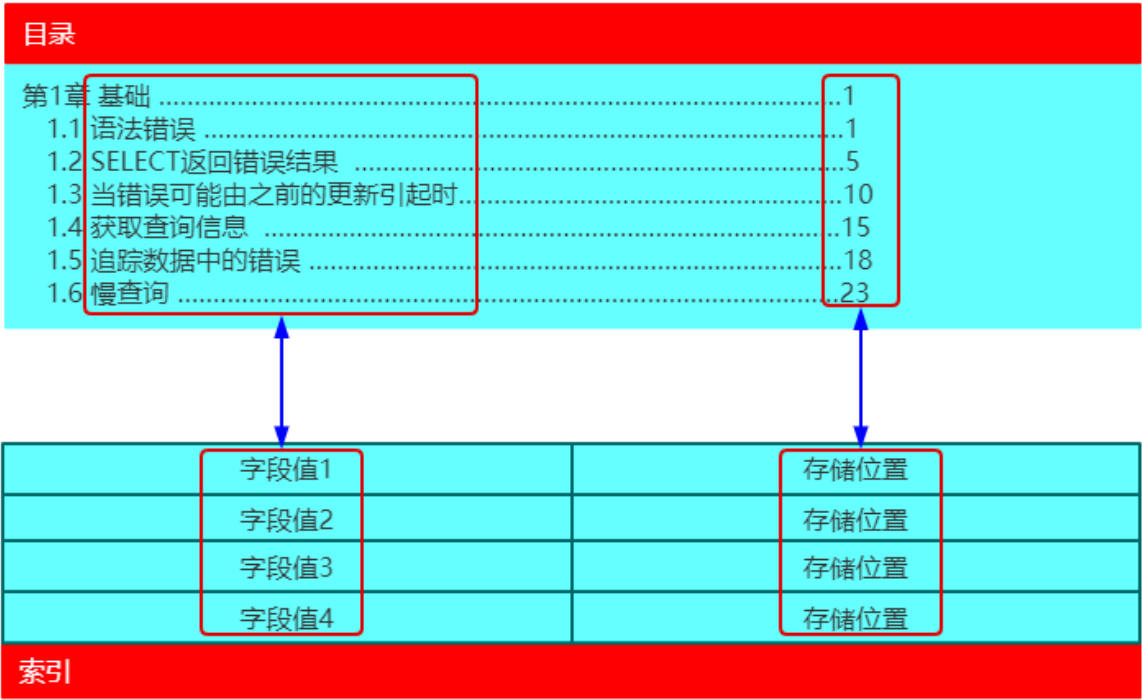 目录
第1章 基础 ........................................................................................1
1.1 语法错误 ...................................................................................1
1.2 SELECT返回错误结果 ...............................................................5
1.3 当错误可能由之前的更新引起时..................................................10
1.4 获取查询信息 ...........................................................................15
1.5 追踪数据中的错误 .....................................................................18
1.6 慢查询 ......................................................................................23
字段值1 存储位置
字段值2 存储位置
字段值3 存储位置
字段值4 存储位置
索引